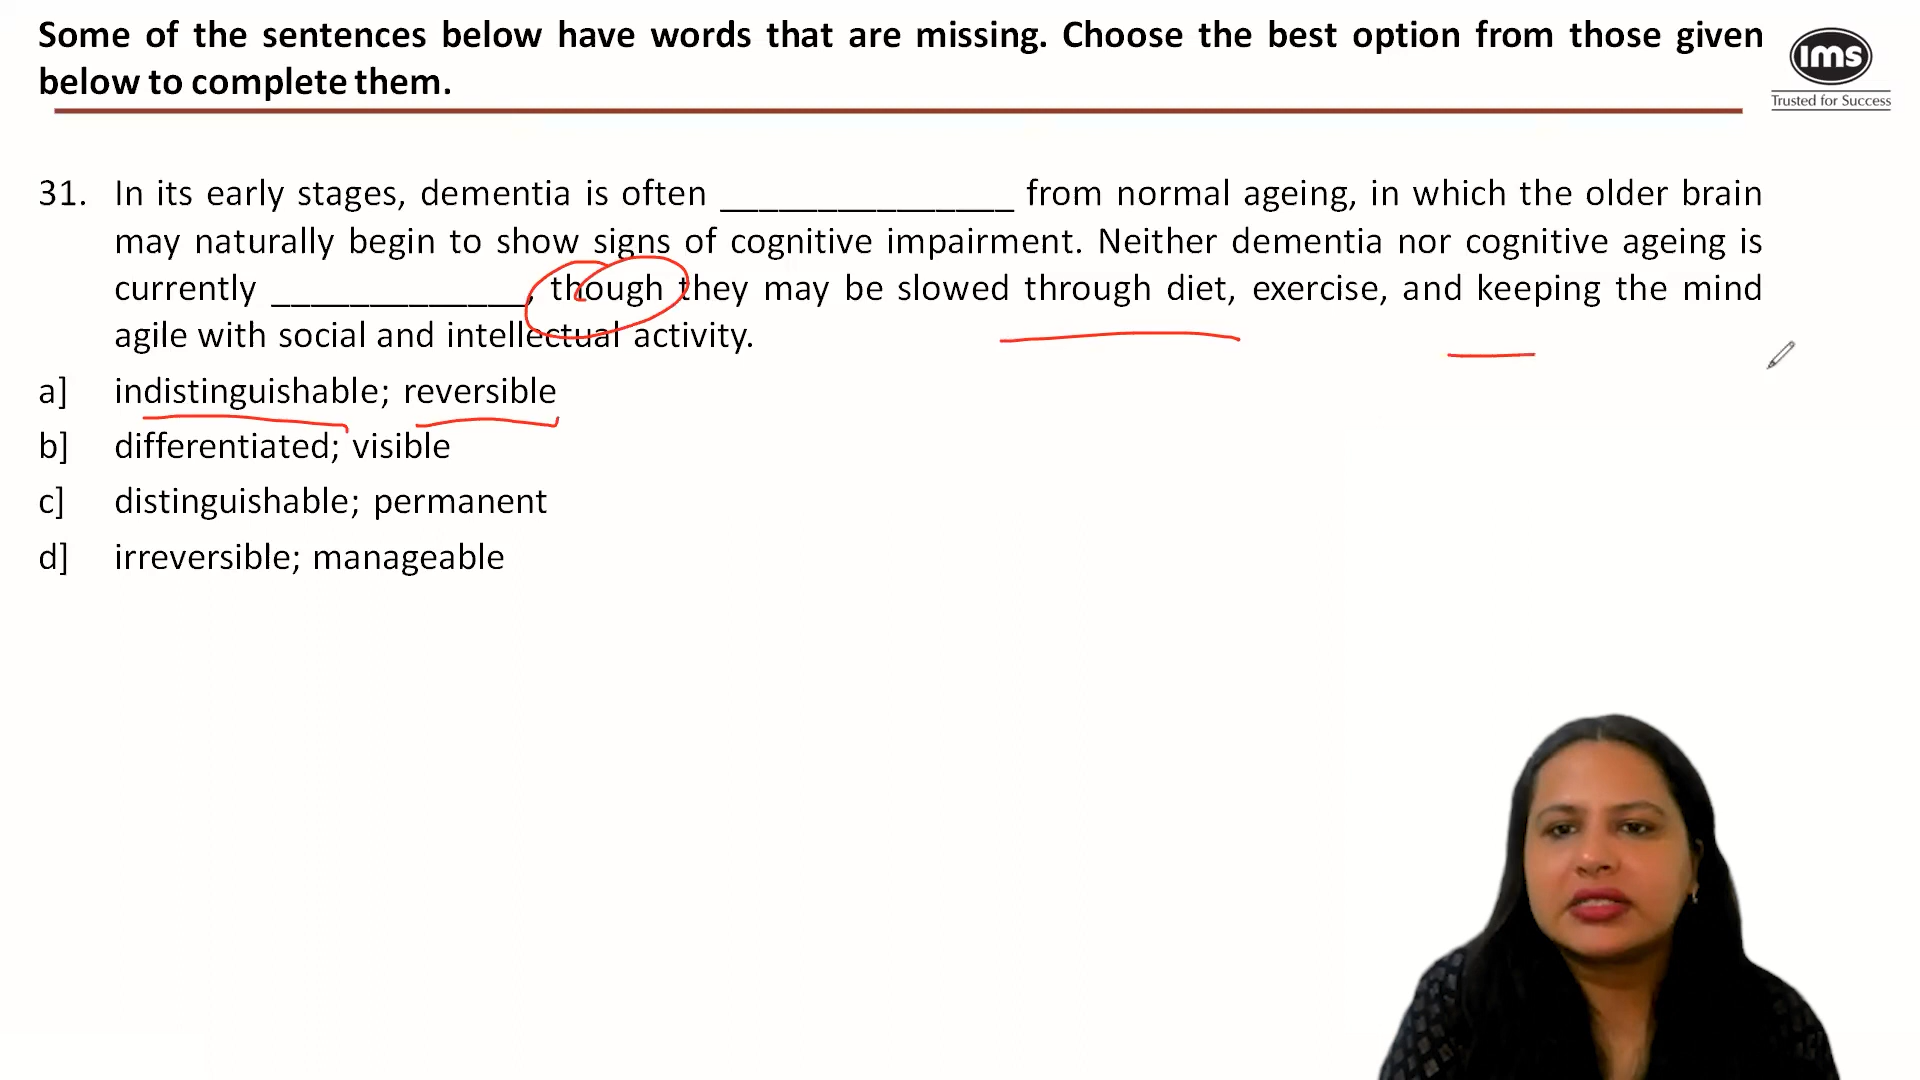 Some of the sentences below have words that are missing. Choose the best option from those given
below to complete them.
ims
Trusted for Success
31. In its early stages, dementia is often _______________ from normal ageing, in which the older brain
may naturally begin to show signs of cognitive impairment. Neither dementia nor cognitive ageing is
currently _____________, though they may be slowed through diet, exercise, and keeping the mind
agile with social and intellectual activity.
a] indistinguishable; reversible
b] differentiated; visible
c] distinguishable; permanent
d] irreversible; manageable